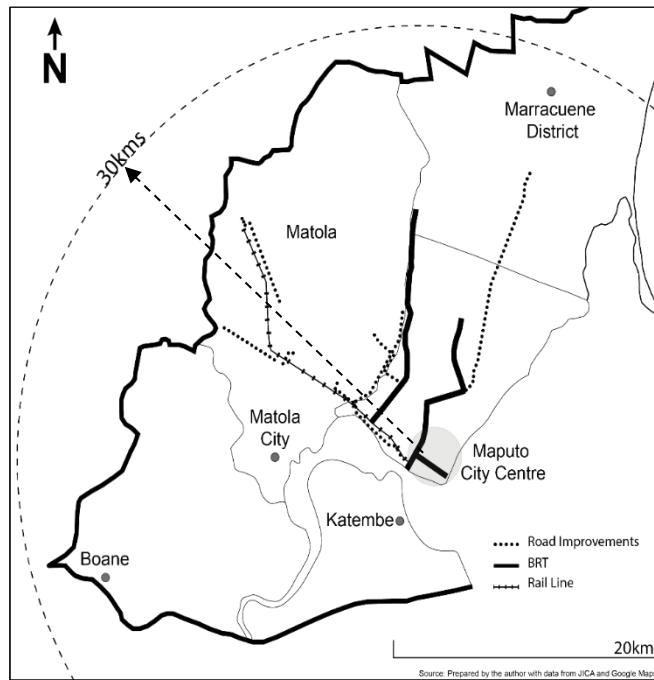 N
Marracuene
District
30kms
Matola
Matola
City
Maputo
City Centre
Katembe
Boane
Road Improvements
BRT
Rail Line
20km
Source: Prepared by the author with data from JICA and Google Maps